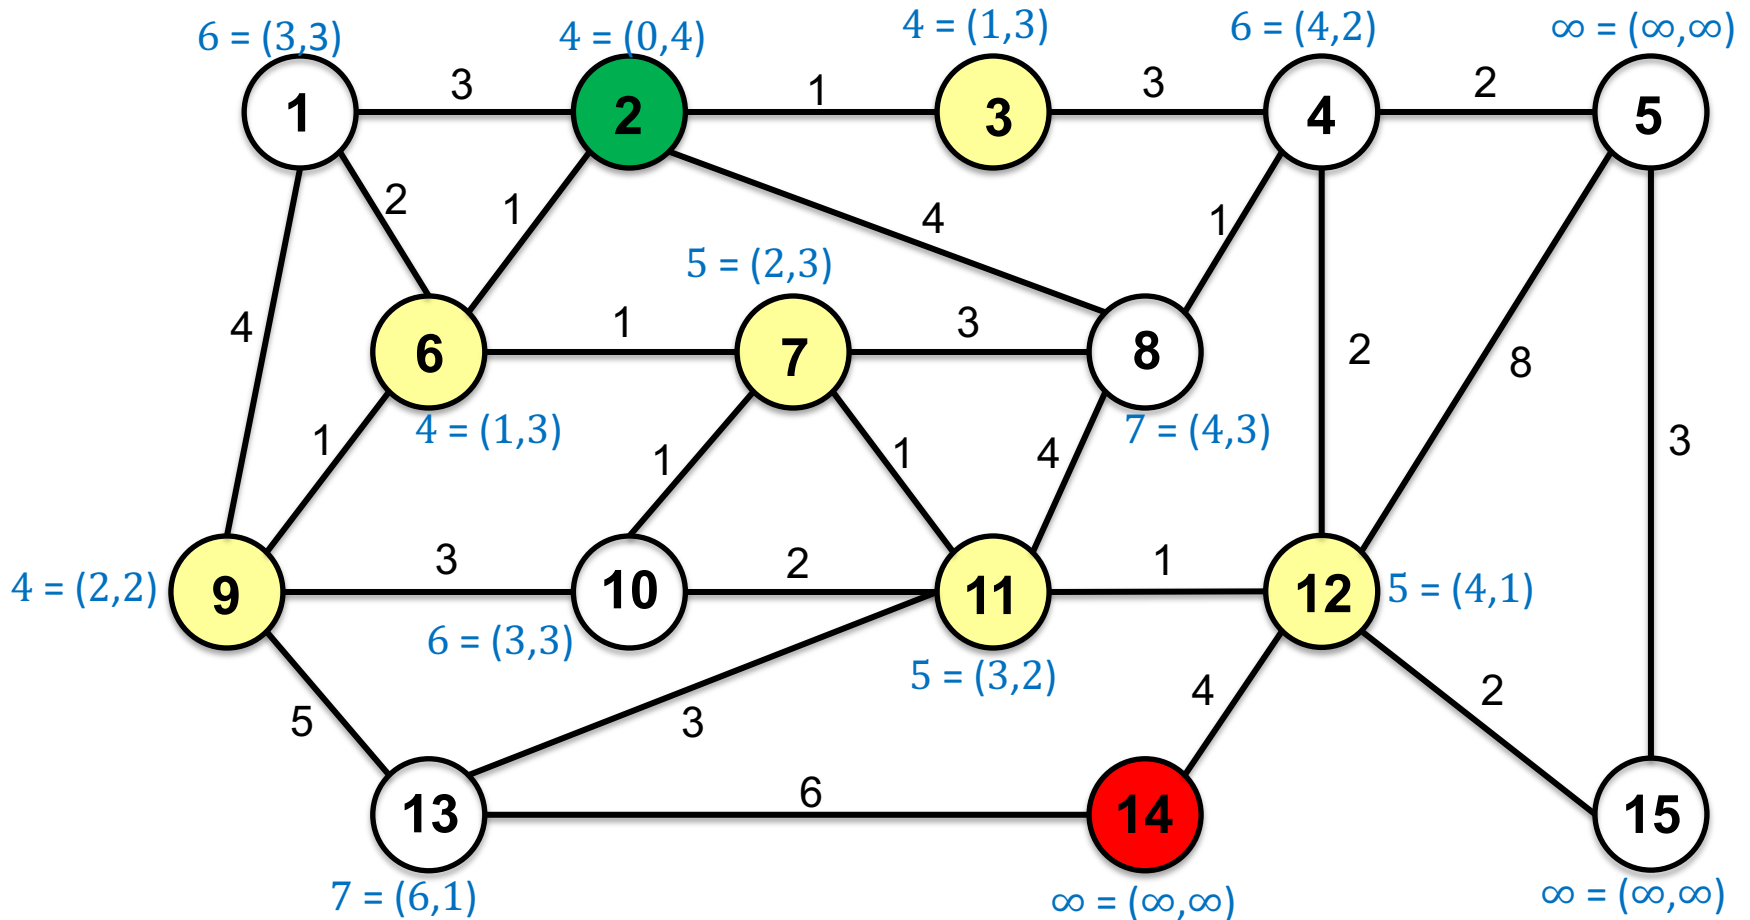 6 = (3,3)
4 = (0,4)
4 = (1,3)
6 = (4,2)
∞ = (∞,∞)
1
3
2
1
3
3
4
2
5
2
1
4
1
5 = (2,3)
4
6
1
7
3
8
2
8
4 = (1,3)
7 = (4,3)
1
1
1
4
3
4 = (2,2)
9
3
10
2
11
1
12
5 = (4,1)
6 = (3,3)
5 = (3,2)
5
3
4
2
13
6
14
15
7 = (6,1)
∞ = (∞,∞)
∞ = (∞,∞)